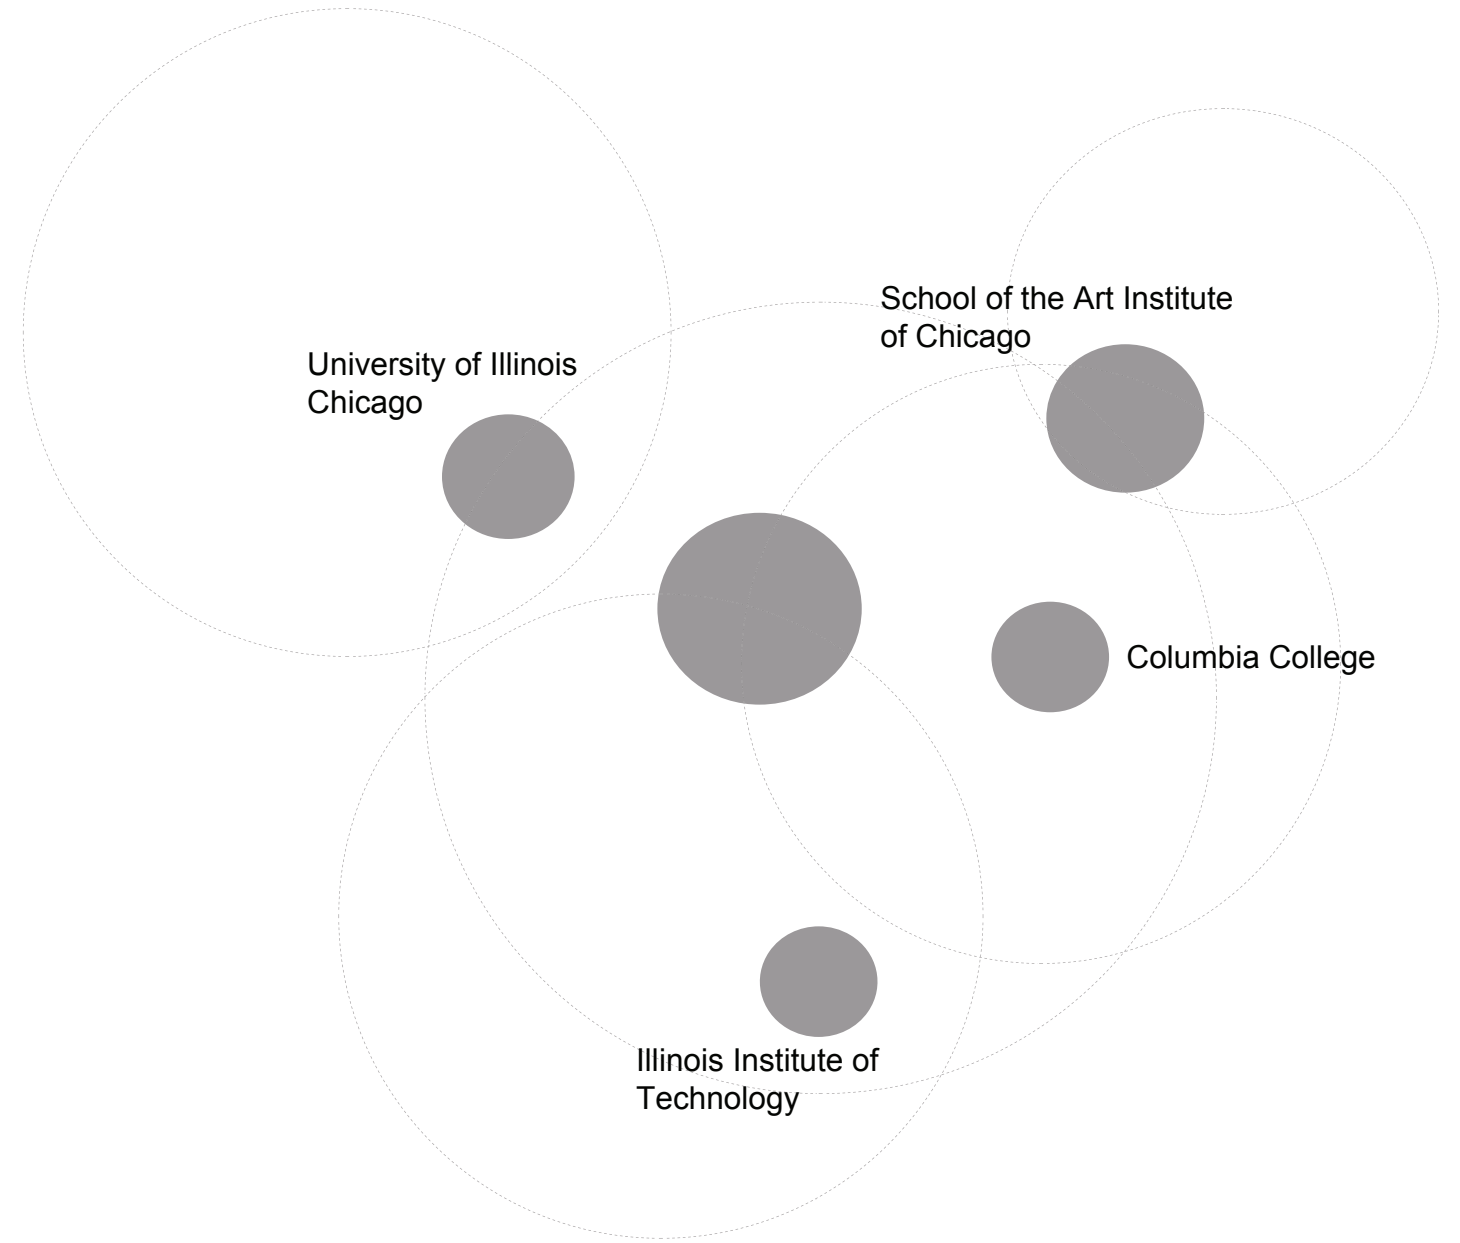 School of the Art Institute
of Chicago
University of Illinois
Chicago
Columbia College
Illinois Institute of
Technology